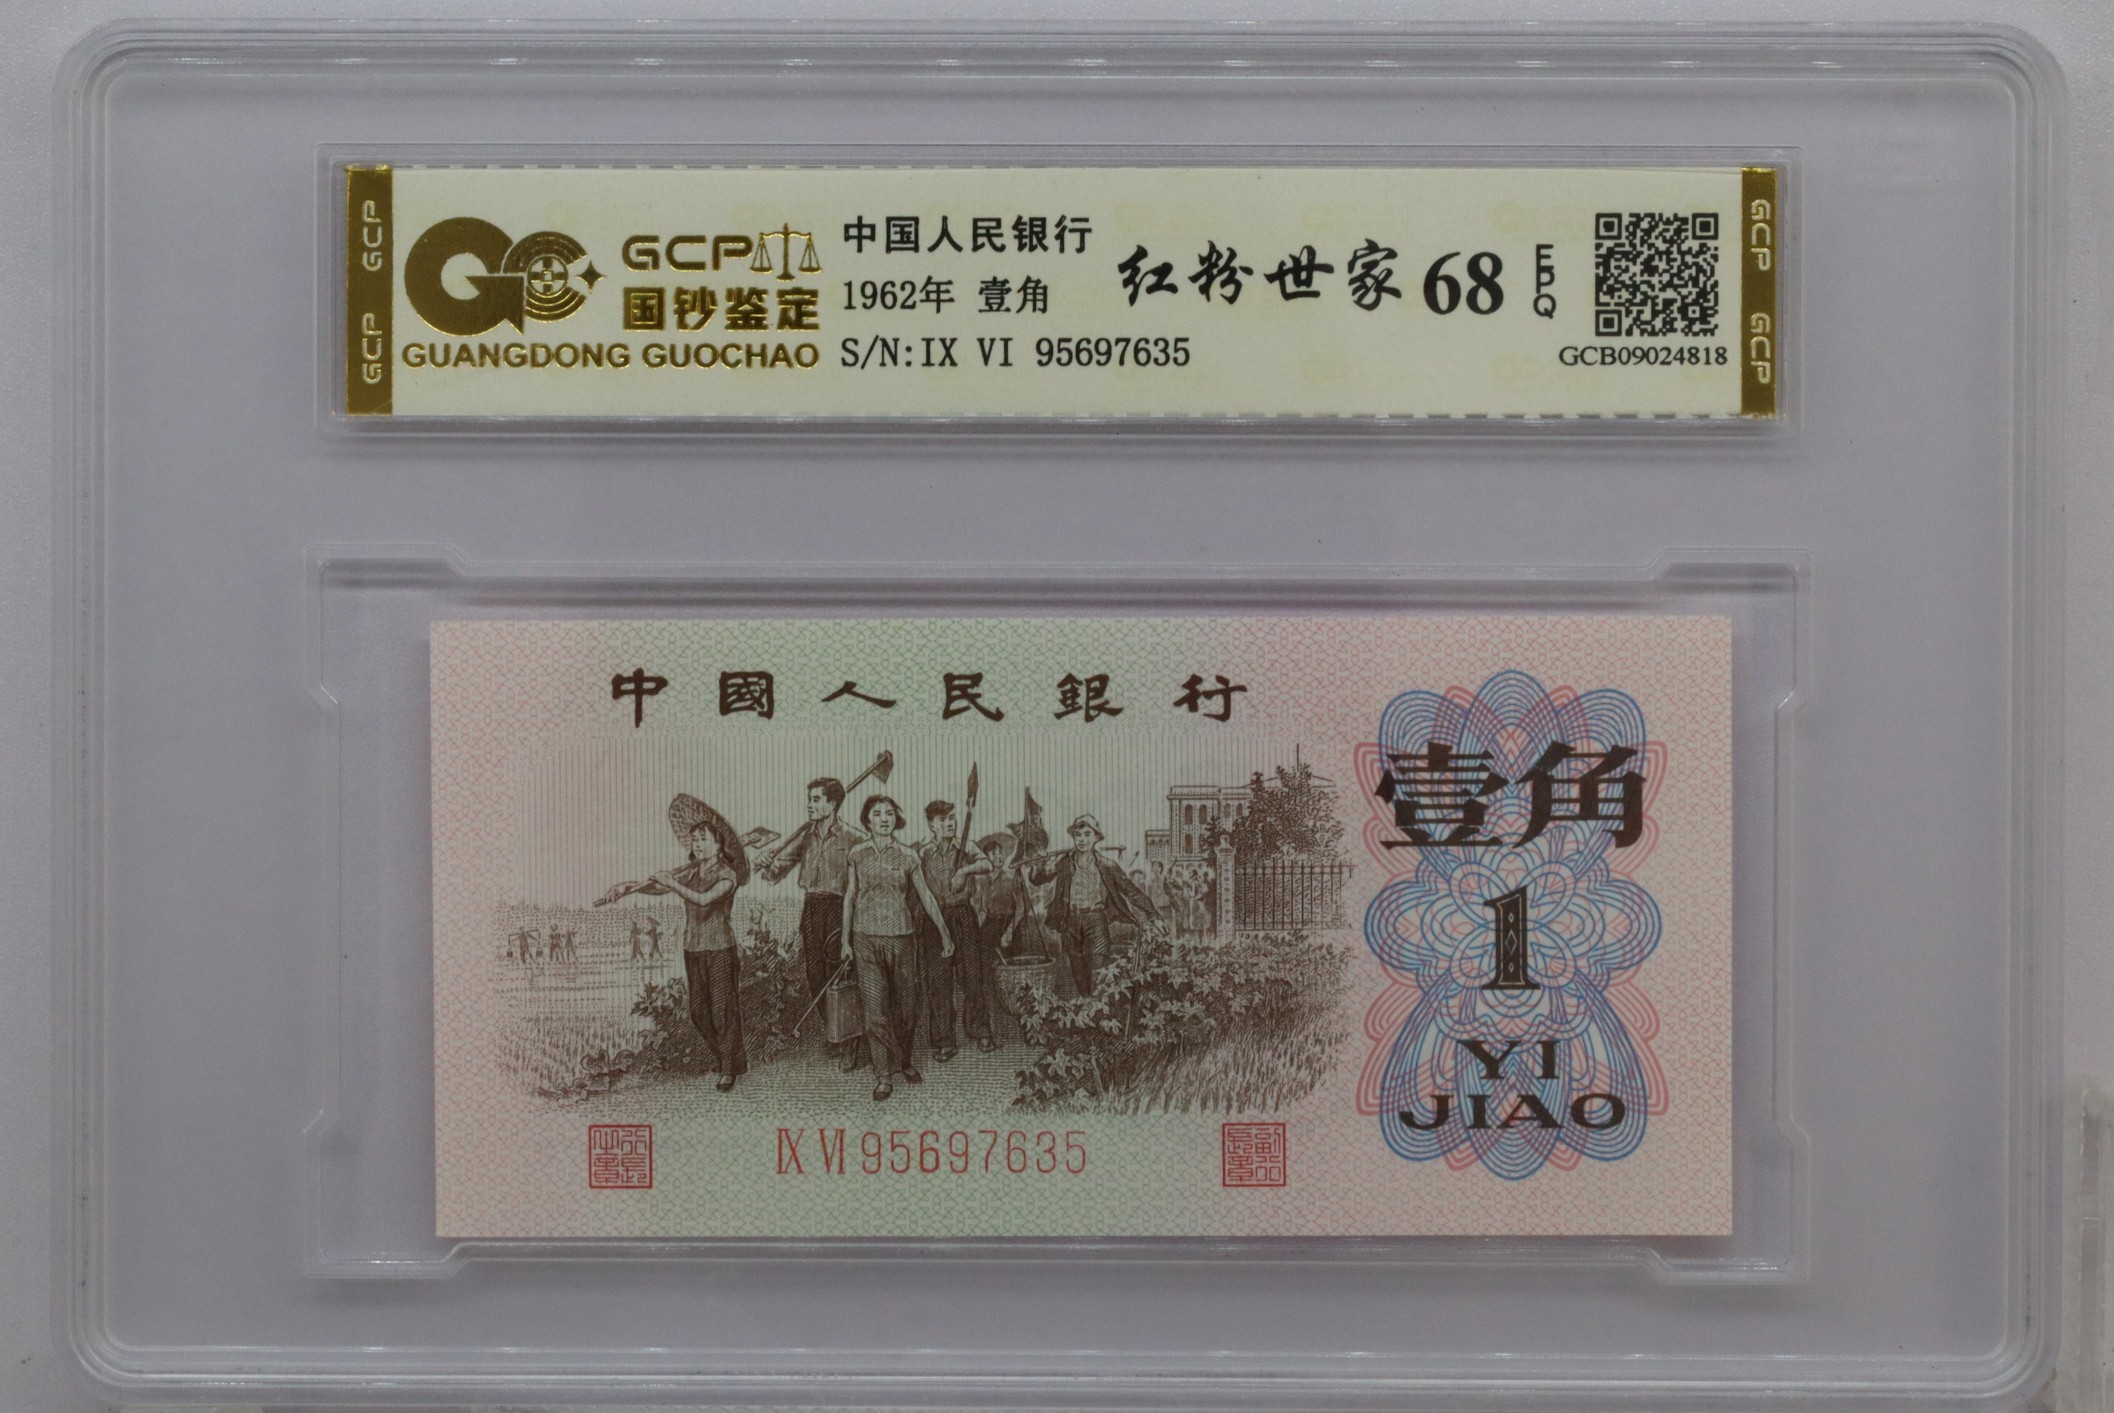 GCP
GCP
GCP
国钞鉴定
GUANGDONG GUOCHAO
中国人民银行
1962年 壹角
S/N:IX VI 95697635
红粉世家 68 EPQ
GCB09024818
GCP
GCP
中國人民銀行
壹角
1
YI
JIAO
IX VI 95697635